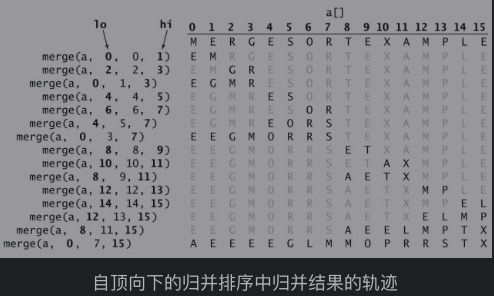 a[]
lo hi 0 1 2 3 4 5 6 7 8 9 10 11 12 13 14 15
M E R G E S O R T E X A M P L E
merge(a, 0, 0, 1) E M R G E S O R T E X A M P L E
merge(a, 2, 2, 3) E M G R E S O R T E X A M P L E
merge(a, 0, 1, 3) E G M R E S O R T E X A M P L E
merge(a, 4, 4, 5) E G M R E S O R T E X A M P L E
merge(a, 6, 6, 7) E G M R E S O R T E X A M P L E
merge(a, 4, 5, 7) E G M R E O R S T E X A M P L E
merge(a, 0, 3, 7) E E G M O R R S T E X A M P L E
merge(a, 8, 8, 9) E E G M O R R S E T X A M P L E
merge(a, 10, 10, 11) E E G M O R R S E T A X M P L E
merge(a, 8, 9, 11) E E G M O R R S A E T X M P L E
merge(a, 12, 12, 13) E E G M O R R S A E T X M P L E
merge(a, 14, 14, 15) E E G M O R R S A E T X M P E L
merge(a, 12, 13, 15) E E G M O R R S A E T X E L M P
merge(a, 8, 11, 15) E E G M O R R S A E E L M P T X
merge(a, 0, 7, 15) A E E E E G L M M O P R R S T X
自顶向下的归并排序中归并结果的轨迹